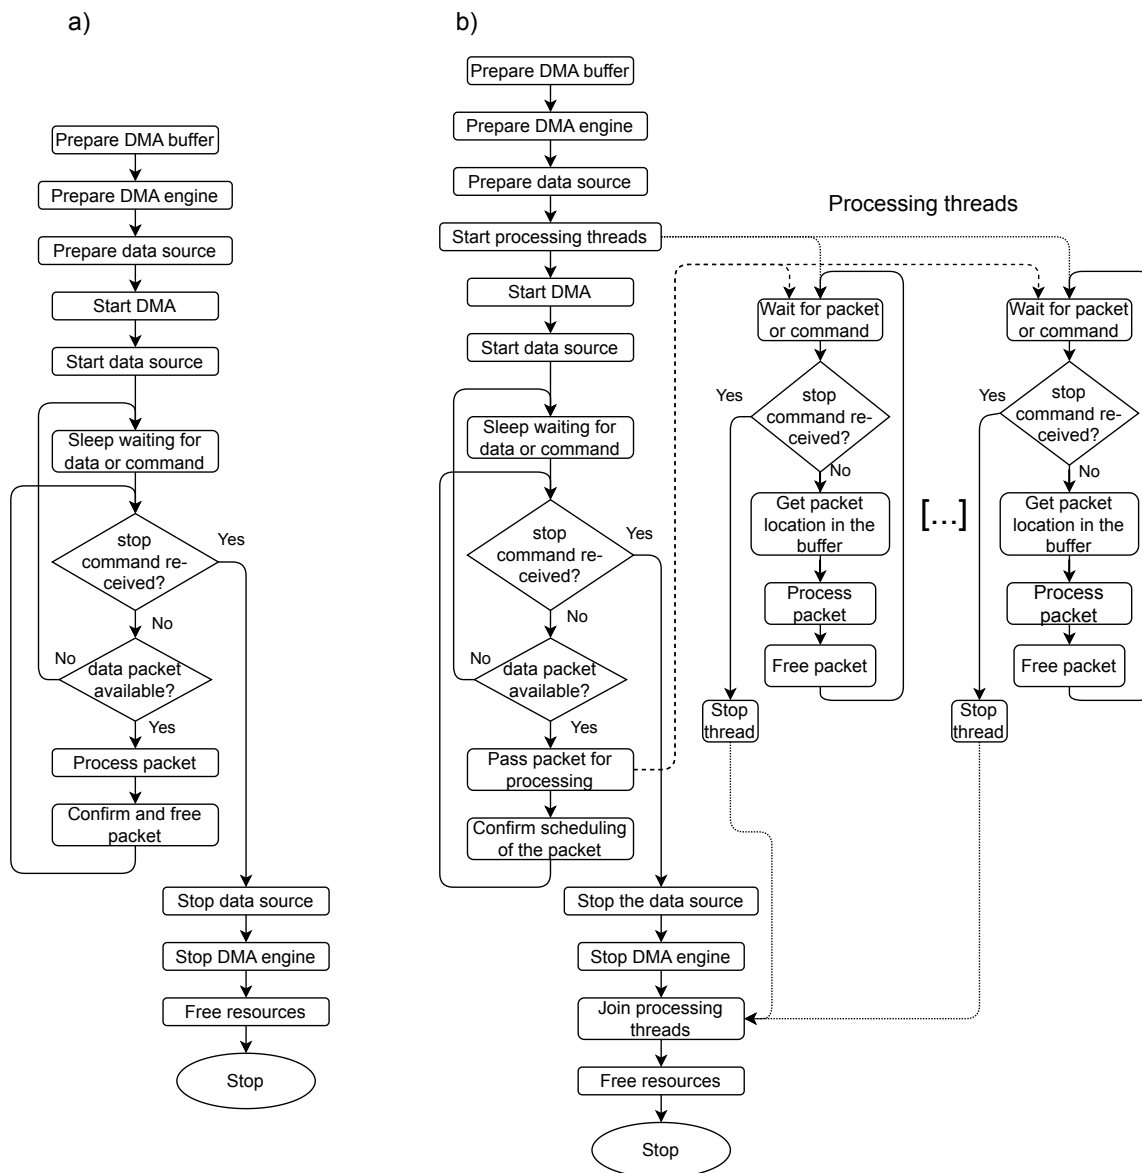 a)
Prepare DMA buffer
Prepare DMA engine
Prepare data source
Start DMA
Start data source
Sleep waiting for
data or command
stop
command re-
ceived?
Yes
No
data packet
available?
No
Yes
Process packet
Confirm and free
packet
Stop data source
Stop DMA engine
Free resources
Stop
b)
Prepare DMA buffer
Prepare DMA engine
Prepare data source
Start processing threads
Start DMA
Start data source
Sleep waiting for
data or command
stop
command re-
ceived?
Yes
No
data packet
available?
No
Yes
Pass packet for
processing
Confirm scheduling
of the packet
Stop the data source
Stop DMA engine
Join processing
threads
Free resources
Stop
Processing threads
Wait for packet
or command
stop
command re-
ceived?
Yes
No
Get packet
location in the
buffer
Process
packet
Free packet
Stop
thread
[...]
Wait for packet
or command
stop
command re-
ceived?
Yes
No
Get packet
location in the
buffer
Process
packet
Free packet
Stop
thread